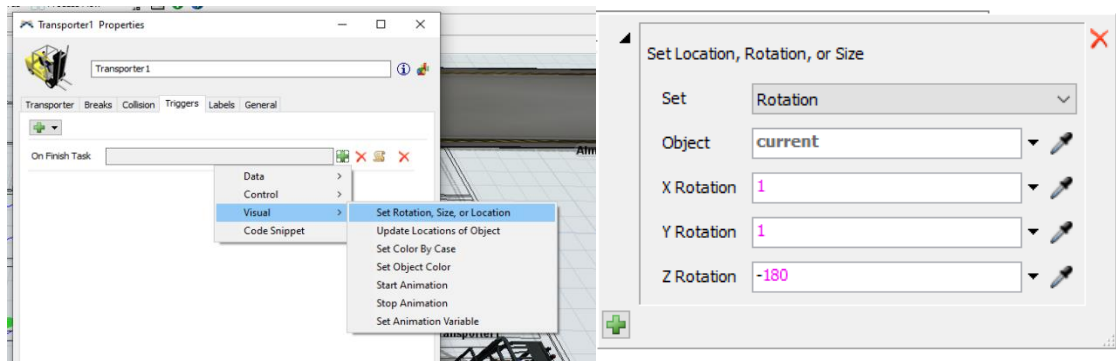 Transporter1 Properties
Transporter1
Transporter Breaks Collision Triggers Labels General
On Finish Task
Data
Control
Visual
Code Snippet
Set Rotation, Size, or Location
Update Locations of Object
Set Color By Case
Set Object Color
Start Animation
Stop Animation
Set Animation Variable
Set Location, Rotation, or Size
Set Rotation
Object current
X Rotation 1
Y Rotation 1
Z Rotation -180